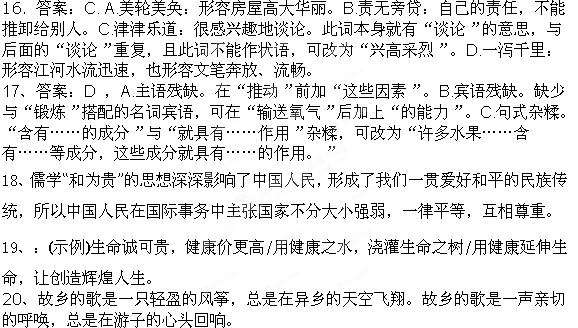 16. 答案：C．A.美轮美奂：形容房屋高大华丽。B.责无旁贷：自己的责任，不能
推卸给别人。C.津津乐道：很感兴趣地谈论。此词本身就有“谈论”的意思，与
后面的“谈论”重复，且此词不能作状语，可改为“兴高采烈”。D.一泻千里：
形容江河水流迅速，也形容文笔奔放、流畅。
17、答案：D ，A.主语残缺。在“推动”前加“这些因素”。B.宾语残缺。缺少
与“锻炼”搭配的名词宾语，可在“输送氧气”后加上“的能力”。C.句式杂糅。
“含有……的成分”与“就具有……作用”杂糅，可改为“许多水果……含
有……等成分，这些成分就具有……的作用。”
18、儒学“和为贵”的思想深深影响了中国人民，形成了我们一贯爱好和平的民族传
统，所以中国人民在国际事务中主张国家不分大小强弱，一律平等，互相尊重。
19、：(示例)生命诚可贵，健康价更高/用健康之水，浇灌生命之树/用健康延伸生
命，让创造辉煌人生。
20、故乡的歌是一只轻盈的风筝，总是在异乡的天空飞翔。故乡的歌是一声亲切
的呼唤，总是在游子的心头回响。